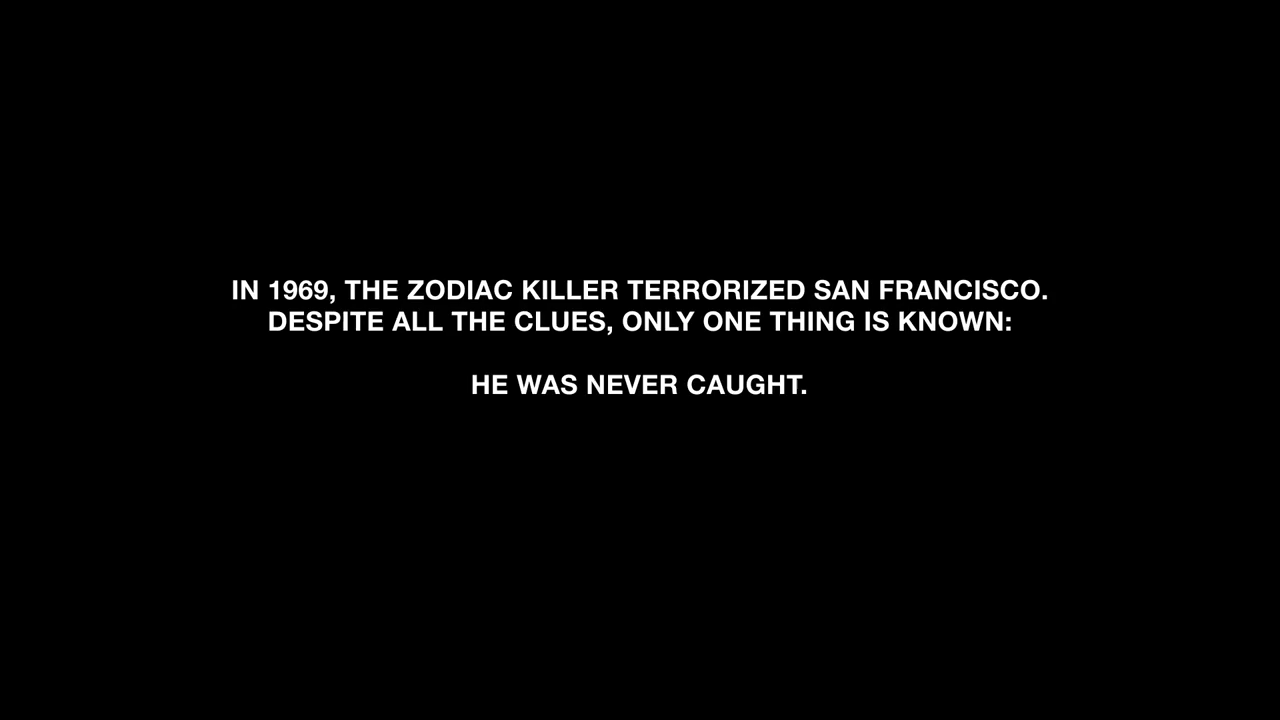 IN 1969, THE ZODIAC KILLER TERRORIZED SAN FRANCISCO.
DESPITE ALL THE CLUES, ONLY ONE THING IS KNOWN:
HE WAS NEVER CAUGHT.